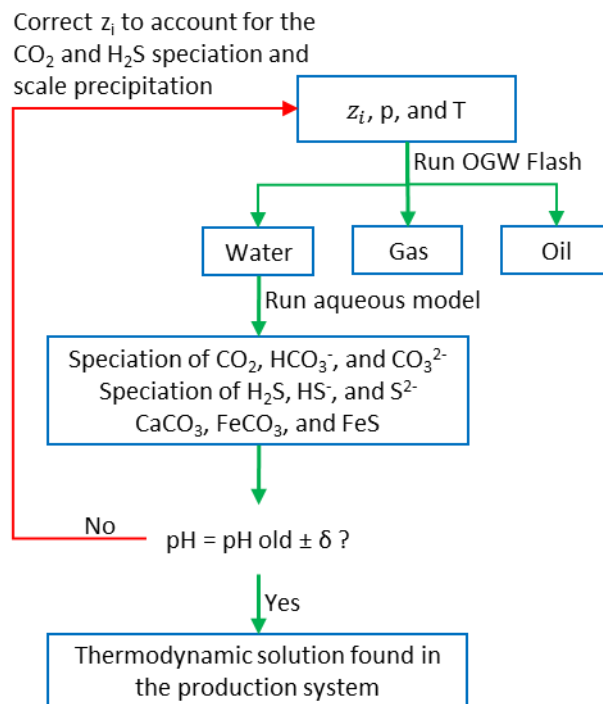 Correct zᵢ to account for the
CO₂ and H₂S speciation and
scale precipitation
𝑧ᵢ, p, and T
Run OGW Flash
Water
Gas
Oil
Run aqueous model
Speciation of CO₂, HCO₃⁻, and CO₃²⁻
Speciation of H₂S, HS⁻, and S²⁻
CaCO₃, FeCO₃, and FeS
No
pH = pH old ± δ ?
Yes
Thermodynamic solution found in
the production system